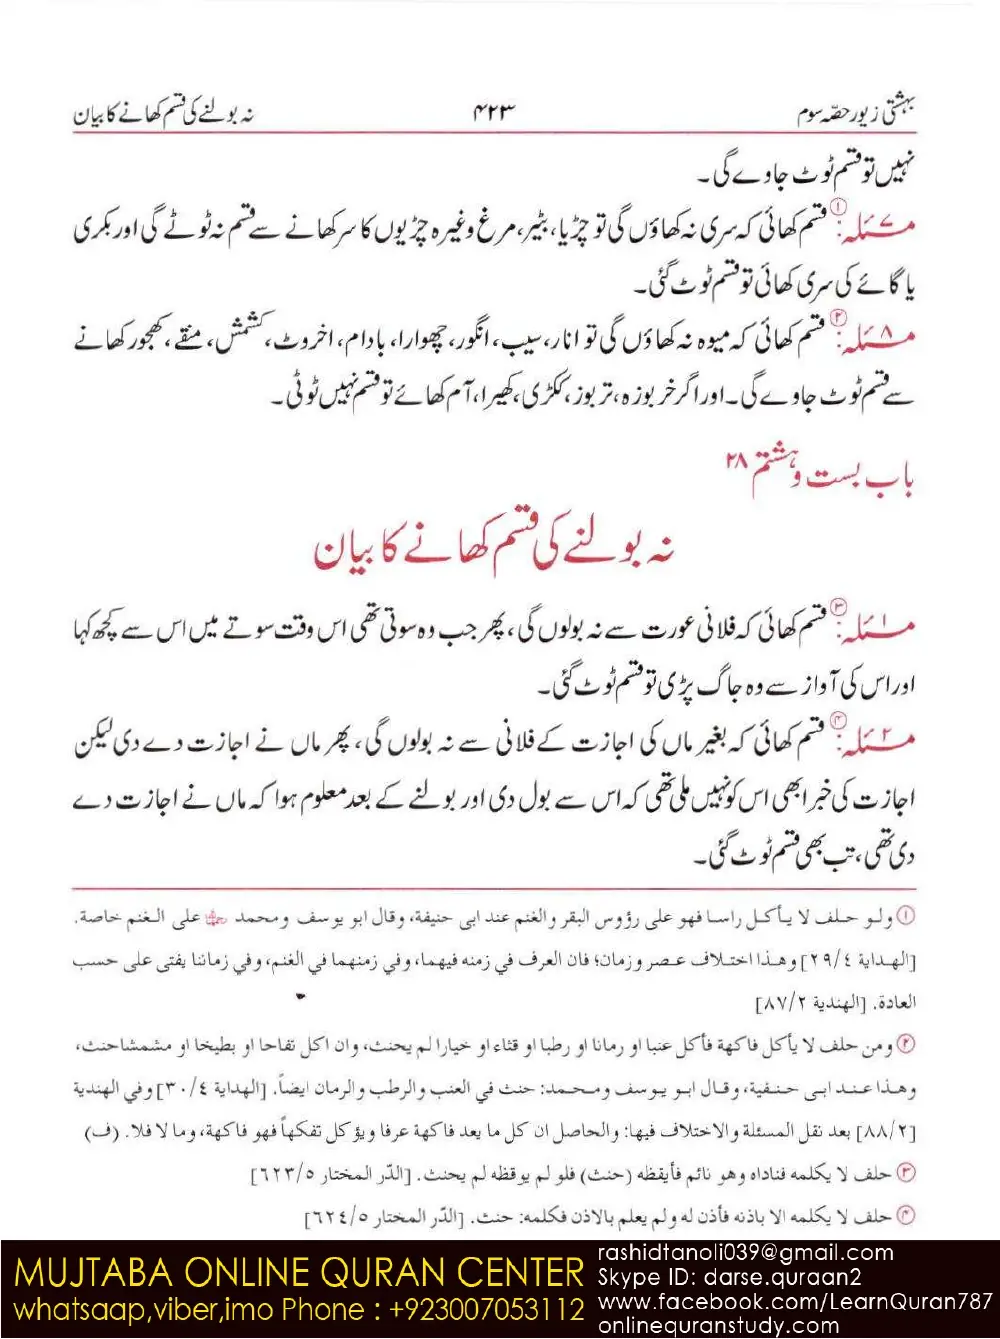 بہشتی زیور حصّہ سوم ۴۲۳ نہ بولنے کی قسم کھانے کا بیان
نہیں تو قسم ٹوٹ جاوے گی۔
مسئلہ ۷: ① قسم کھائی کہ سری نہ کھاؤں گی تو چڑیا، بٹیر، مرغ وغیرہ چڑیوں کا سر کھانے سے قسم نہ ٹوٹے گی اور بکری
یا گائے کی سری کھائی تو قسم ٹوٹ گئی۔
مسئلہ ۸: ② قسم کھائی کہ میوہ نہ کھاؤں گی تو انار، سیب، انگور، چھوارا، بادام، اخروٹ، کشمش، منقے، کھجور کھانے
سے قسم ٹوٹ جاوے گی۔ اور اگر خربوزہ، تربوز، ککڑی، کھیرا، آم کھائے تو قسم نہیں ٹوٹی۔
باب بست و ہشتم ۲۸
نہ بولنے کی قسم کھانے کا بیان
مسئلہ ۱: ③ قسم کھائی کہ فلانی عورت سے نہ بولوں گی، پھر جب وہ سوتی تھی اس وقت سوتے میں اس سے کچھ کہا
اور اس کی آواز سے وہ جاگ پڑی تو قسم ٹوٹ گئی۔
مسئلہ ۲: ④ قسم کھائی کہ بغیر ماں کی اجازت کے فلانی سے نہ بولوں گی، پھر ماں نے اجازت دے دی لیکن
اجازت کی خبر ابھی اس کو نہیں ملی تھی کہ اس سے بول دی اور بولنے کے بعد معلوم ہوا کہ ماں نے اجازت دے
دی تھی، تب بھی قسم ٹوٹ گئی۔
① ولو حلف لا يأكل راسا فهو على رؤوس البقر والغنم عند ابى حنيفة، وقال ابو يوسف ومحمد على الغنم خاصة.
[الهداية ٢٩/٤] وهذا اختلاف عصر وزمان؛ فان العرف في زمنه فيهما، وفي زمنهما في الغنم، وفي زماننا يفتى على حسب
العادة. [الهندية ٨٧/٢]
② ومن حلف لا يأكل فاكهة فأكل عنبا او رمانا او رطبا او قثاء او خيارا لم يحنث، وان اكل تفاحا او بطيخا او مشمشا حنث،
وهذا عند ابى حنفية، وقال ابو يوسف ومحمد: حنث في العنب والرطب والرمان ايضاً. [الهداية ٣٠/٤] وفي الهندية
[٨٨/٢] بعد نقل المسئلة والاختلاف فيها: والحاصل ان كل ما يعد فاكهة عرفا ويؤكل تفكهاً فهو فاكهة، وما لا فلا. (ف)
③ حلف لا يكلمه فناداه وهو نائم فأيقظه (حنث) فلو لم يوقظه لم يحنث. [الدّر المختار ٦٢٣/٥]
④ حلف لا يكلمه الا باذنه فأذن له ولم يعلم بالاذن فكلمه: حنث. [الدّر المختار ٦٢٤/٥]
MUJTABA ONLINE QURAN CENTER
whatsaap,viber,imo Phone : +923007053112
rashidtanoli039@gmail.com
Skype ID: darse.quraan2
www.facebook.com/LearnQuran787
onlinequranstudy.com